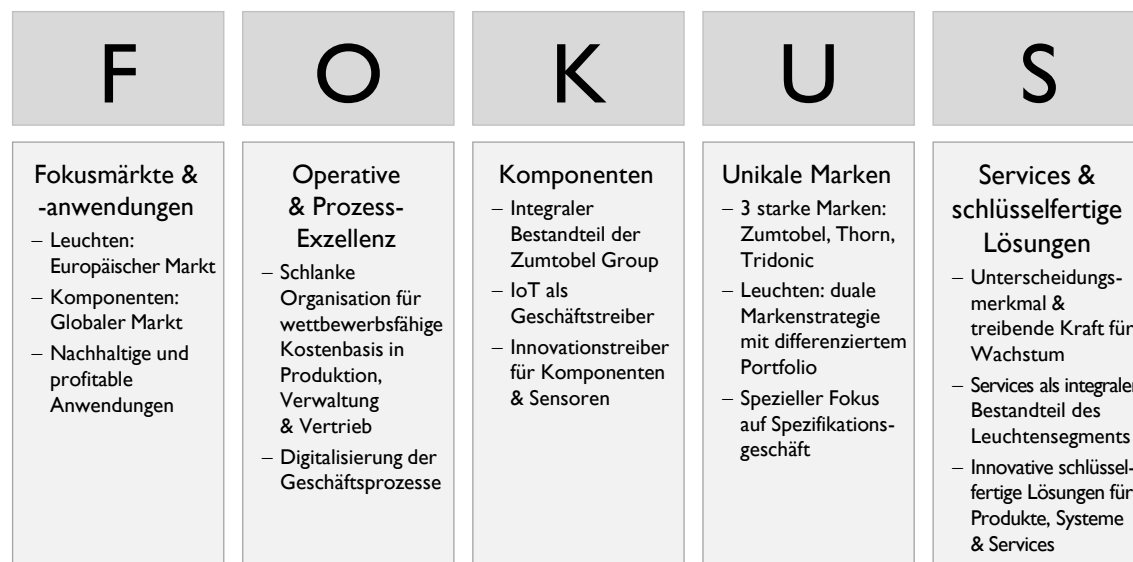 F
O
K
U
S
Fokusmärkte &
-anwendungen
– Leuchten:
Europäischer Markt
– Komponenten:
Globaler Markt
– Nachhaltige und
profitable
Anwendungen
Operative
& Prozess-
Exzellenz
– Schlanke
Organisation für
wettbewerbsfähige
Kostenbasis in
Produktion,
Verwaltung
& Vertrieb
– Digitalisierung der
Geschäftsprozesse
Komponenten
– Integraler
Bestandteil der
Zumtobel Group
– IoT als
Geschäftstreiber
– Innovationstreiber
für Komponenten
& Sensoren
Unikale Marken
– 3 starke Marken:
Zumtobel, Thorn,
Tridonic
– Leuchten: duale
Markenstrategie
mit differenziertem
Portfolio
– Spezieller Fokus
auf Spezifikations-
geschäft
Services &
schlüsselfertige
Lösungen
– Unterscheidungs-
merkmal &
treibende Kraft für
Wachstum
– Services als integraler
Bestandteil des
Leuchtensegments
– Innovative schlüssel-
fertige Lösungen für
Produkte, Systeme
& Services